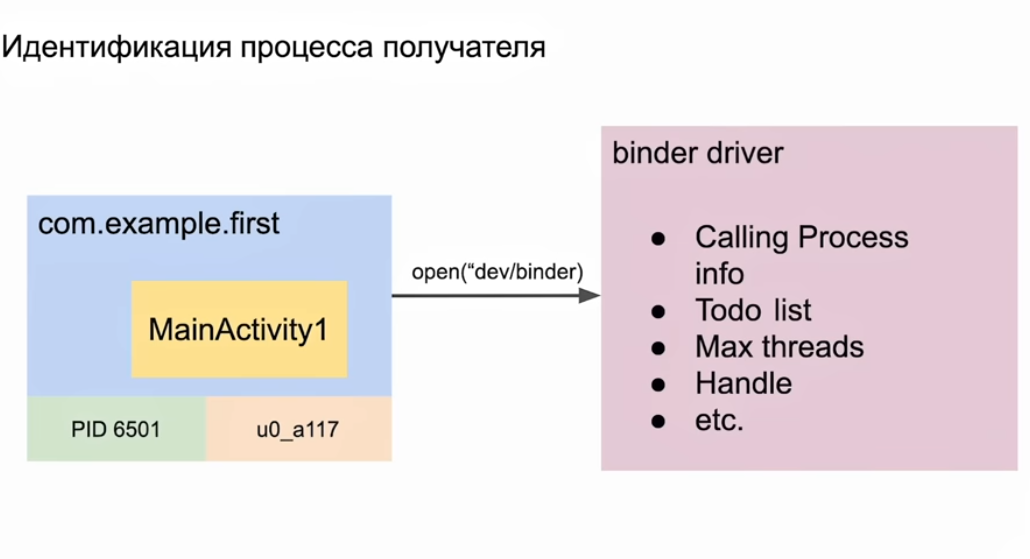 Идентификация процесса получателя
binder driver
com.example.first
● Calling Process
info
open(“dev/binder)
● Todo list
MainActivity1
● Max threads
● Handle
● etc.
PID 6501
u0_a117